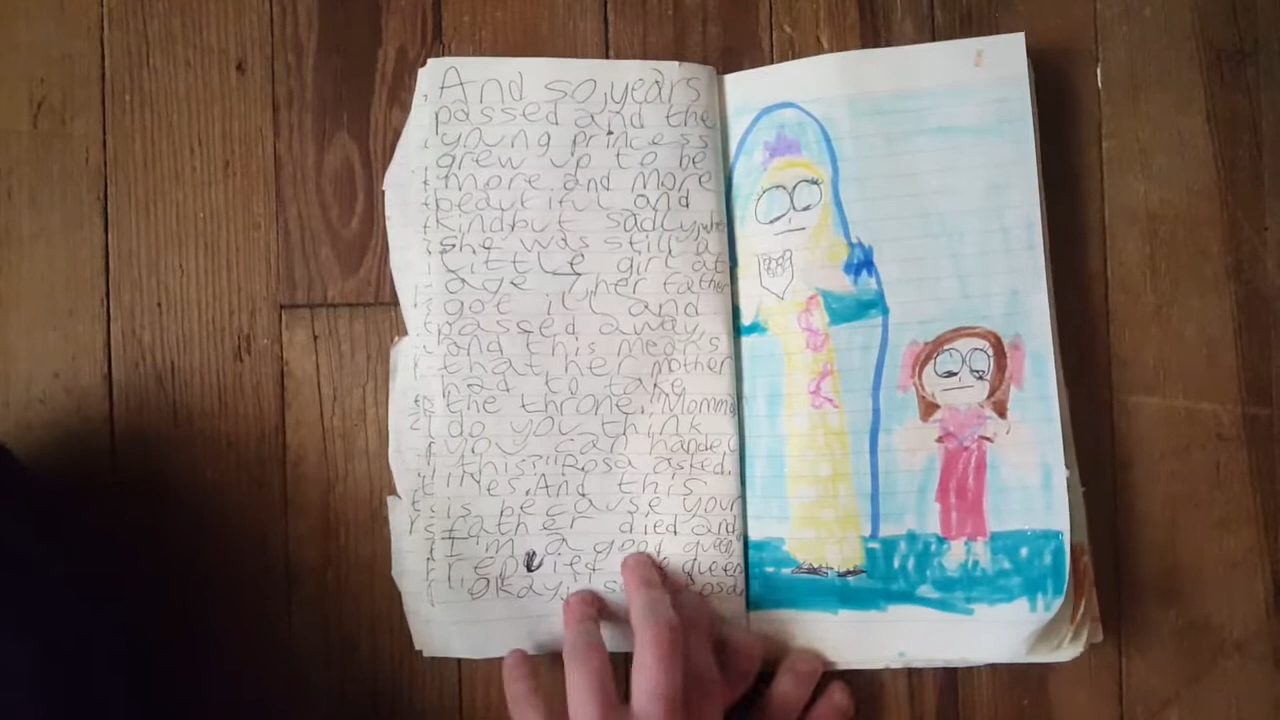 And so, years
passed and the
young princess
grew up to be
more and more
beautiful and
kind but sadly, when
she was still a
little girl at
age 7, her father
got ill and
passed away,
and this means
that her mother
had to take
the throne. "Mommy
do you think
you can handel
this?" Rosa asked.
"Yes. And this
is because your
father died and
I'm a good queen,
replied queen
"Okay," Rosa